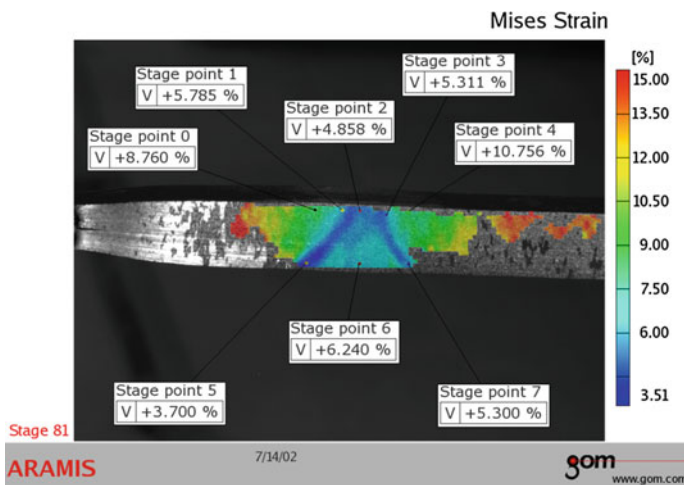 Mises Strain
[%]
15.00
13.50
12.00
10.50
9.00
7.50
6.00
3.51
Stage point 1
V +5.785 %
Stage point 3
V +5.311 %
Stage point 2
V +4.858 %
Stage point 0
V +8.760 %
Stage point 4
V +10.756 %
Stage point 6
V +6.240 %
Stage point 5
V +3.700 %
Stage point 7
V +5.300 %
Stage 81
7/14/02
ARAMIS
gom
www.gom.com